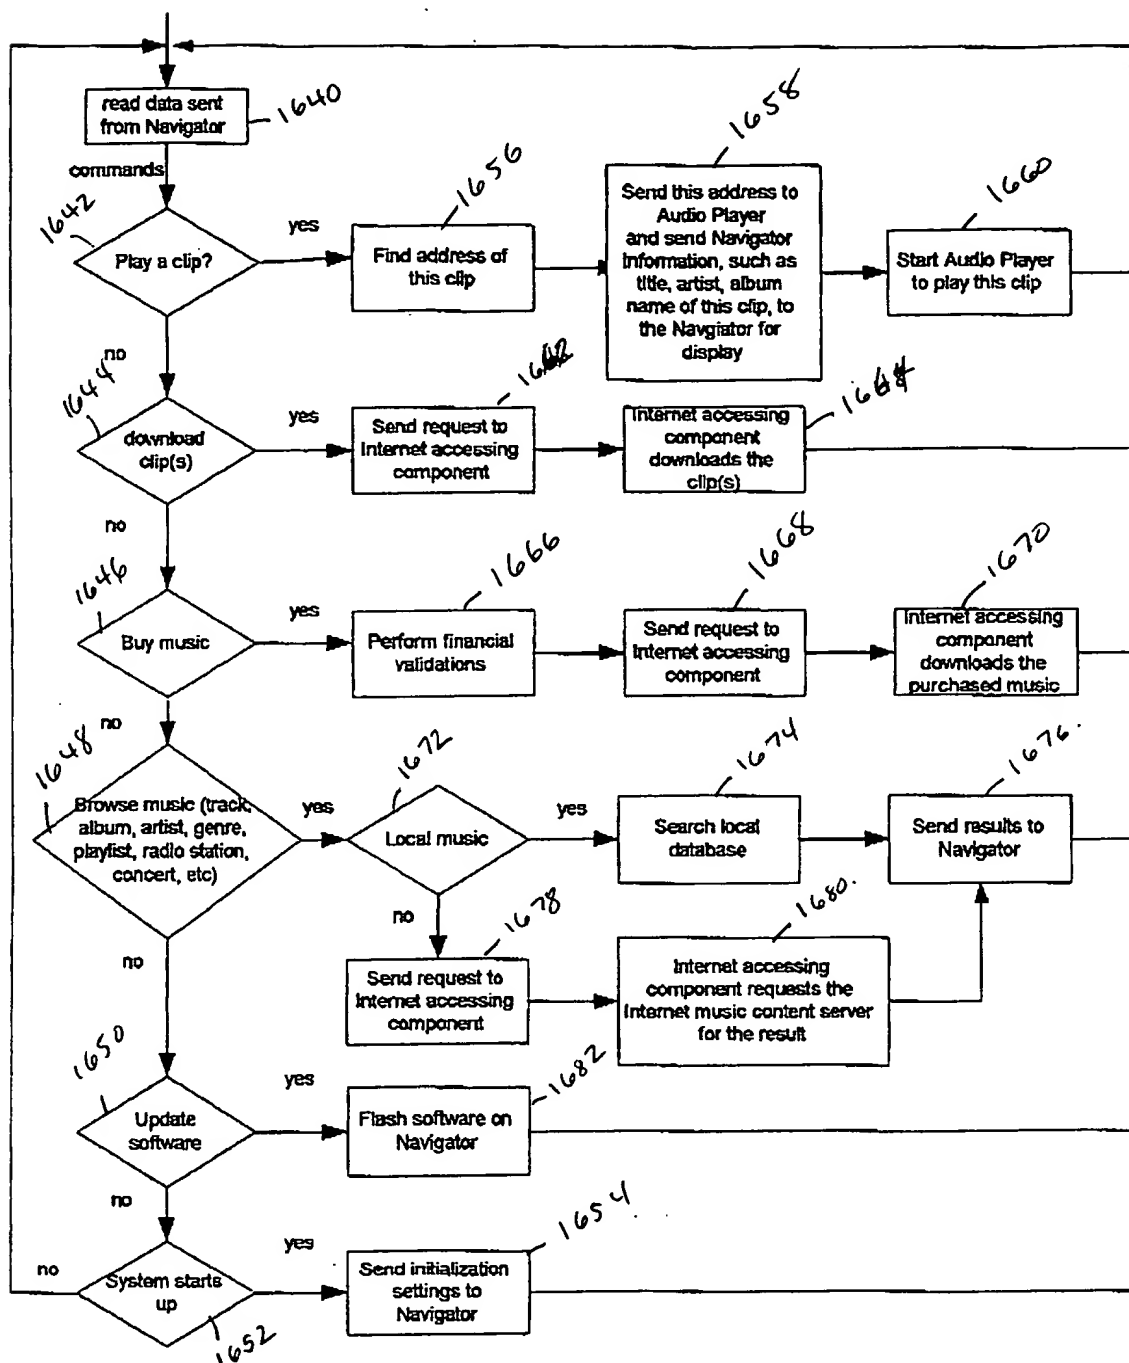 read data sent
from Navigator
1640
commands
1642
Play a clip?
yes
Find address of
this clip
1656
Send this address to
Audio Player
and send Navigator
Information, such as
title, artist, album
name of this clip, to
the Navgiator for
display
1658
Start Audio Player
to play this clip
1660
no
1644
download
clip(s)
yes
Send request to
Internet accessing
component
Internet accessing
component
downloads the
clip(s)
no
1646
Buy music
yes
Perform financial
validations
1666
Send request to
Internet accessing
component
1668
Internet accessing
component
downloads the
purchased music
1670
no
1648
Browse music (track,
album, artist, genre,
playlist, radio station,
concert, etc)
yes
1672
Local music
yes
Search local
database
1674
Send results to
Navigator
1676.
no
Send request to
Internet accessing
component
1678
Internet accessing
component requests the
Internet music content server
for the result
1680.
no
1650
Update
software
yes
Flash software on
Navigator
1682
no
no
System starts
up
1652
yes
Send initialization
settings to
Navigator
1654